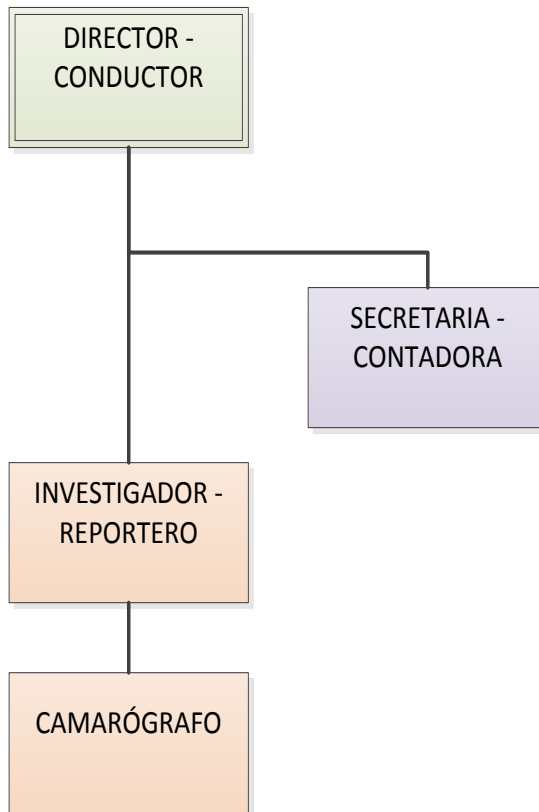 DIRECTOR -
CONDUCTOR
SECRETARIA -
CONTADORA
INVESTIGADOR -
REPORTERO
CAMARÓGRAFO